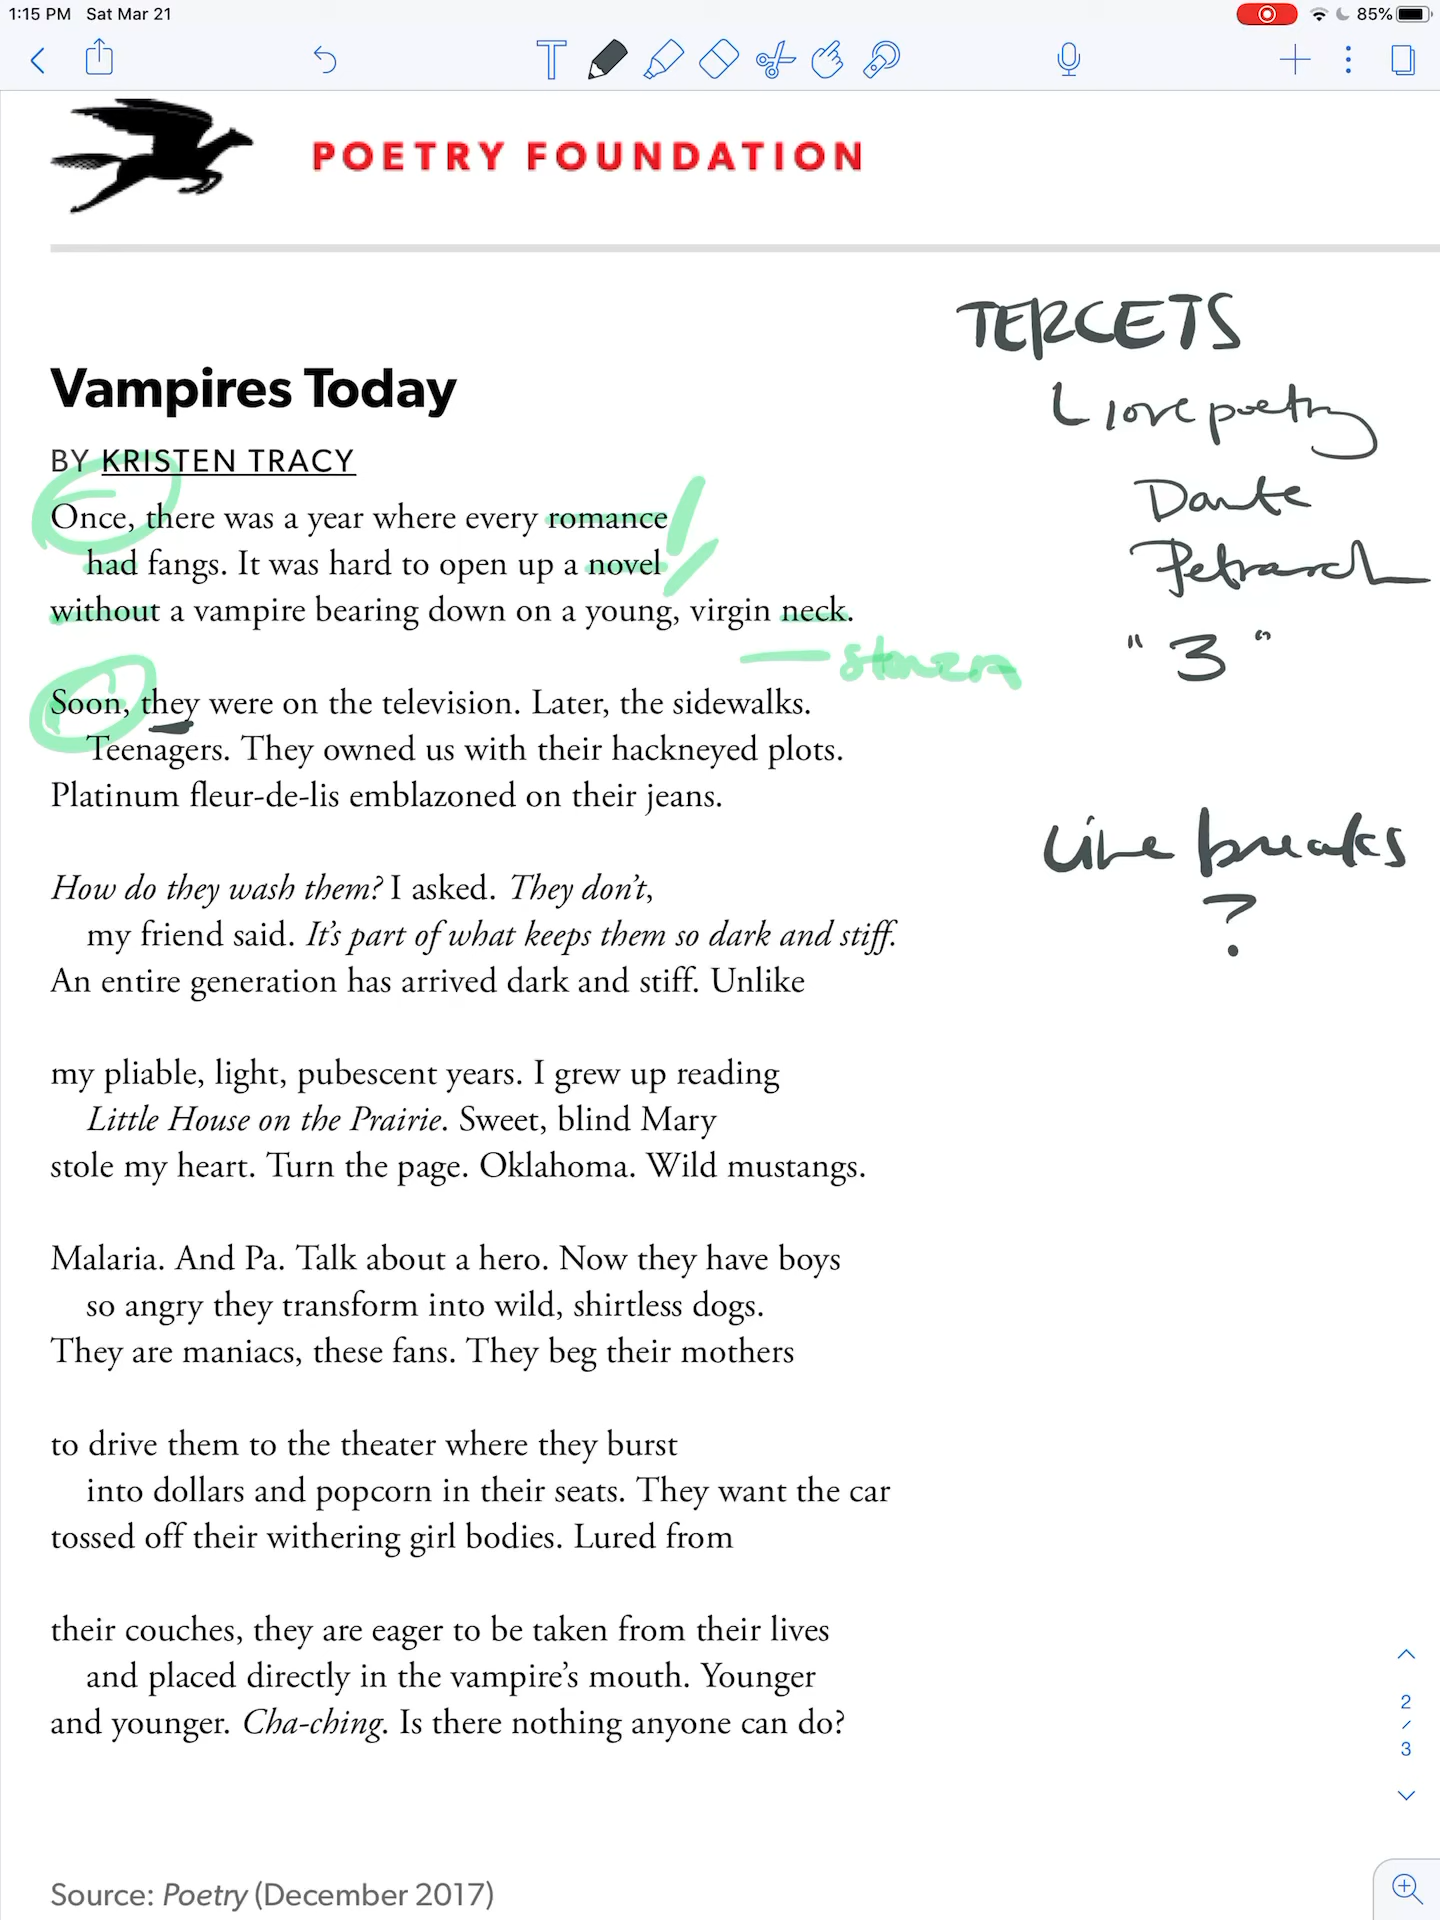 1:15 PM Sat Mar 21
85%
POETRY FOUNDATION
TERCETS
Vampires Today
love poetry
BY KRISTEN TRACY
Dante
Once, there was a year where every romance
had fangs. It was hard to open up a novel
Petrarch
without a vampire bearing down on a young, virgin neck.
"3"
stanza
Soon, they were on the television. Later, the sidewalks.
Teenagers. They owned us with their hackneyed plots.
Platinum fleur-de-lis emblazoned on their jeans.
Line breaks
?
How do they wash them? I asked. They don't,
my friend said. It's part of what keeps them so dark and stiff.
An entire generation has arrived dark and stiff. Unlike
my pliable, light, pubescent years. I grew up reading
Little House on the Prairie. Sweet, blind Mary
stole my heart. Turn the page. Oklahoma. Wild mustangs.
Malaria. And Pa. Talk about a hero. Now they have boys
so angry they transform into wild, shirtless dogs.
They are maniacs, these fans. They beg their mothers
to drive them to the theater where they burst
into dollars and popcorn in their seats. They want the car
tossed off their withering girl bodies. Lured from
their couches, they are eager to be taken from their lives
and placed directly in the vampire's mouth. Younger
and younger. Cha-ching. Is there nothing anyone can do?
2
/
3
Source: Poetry (December 2017)